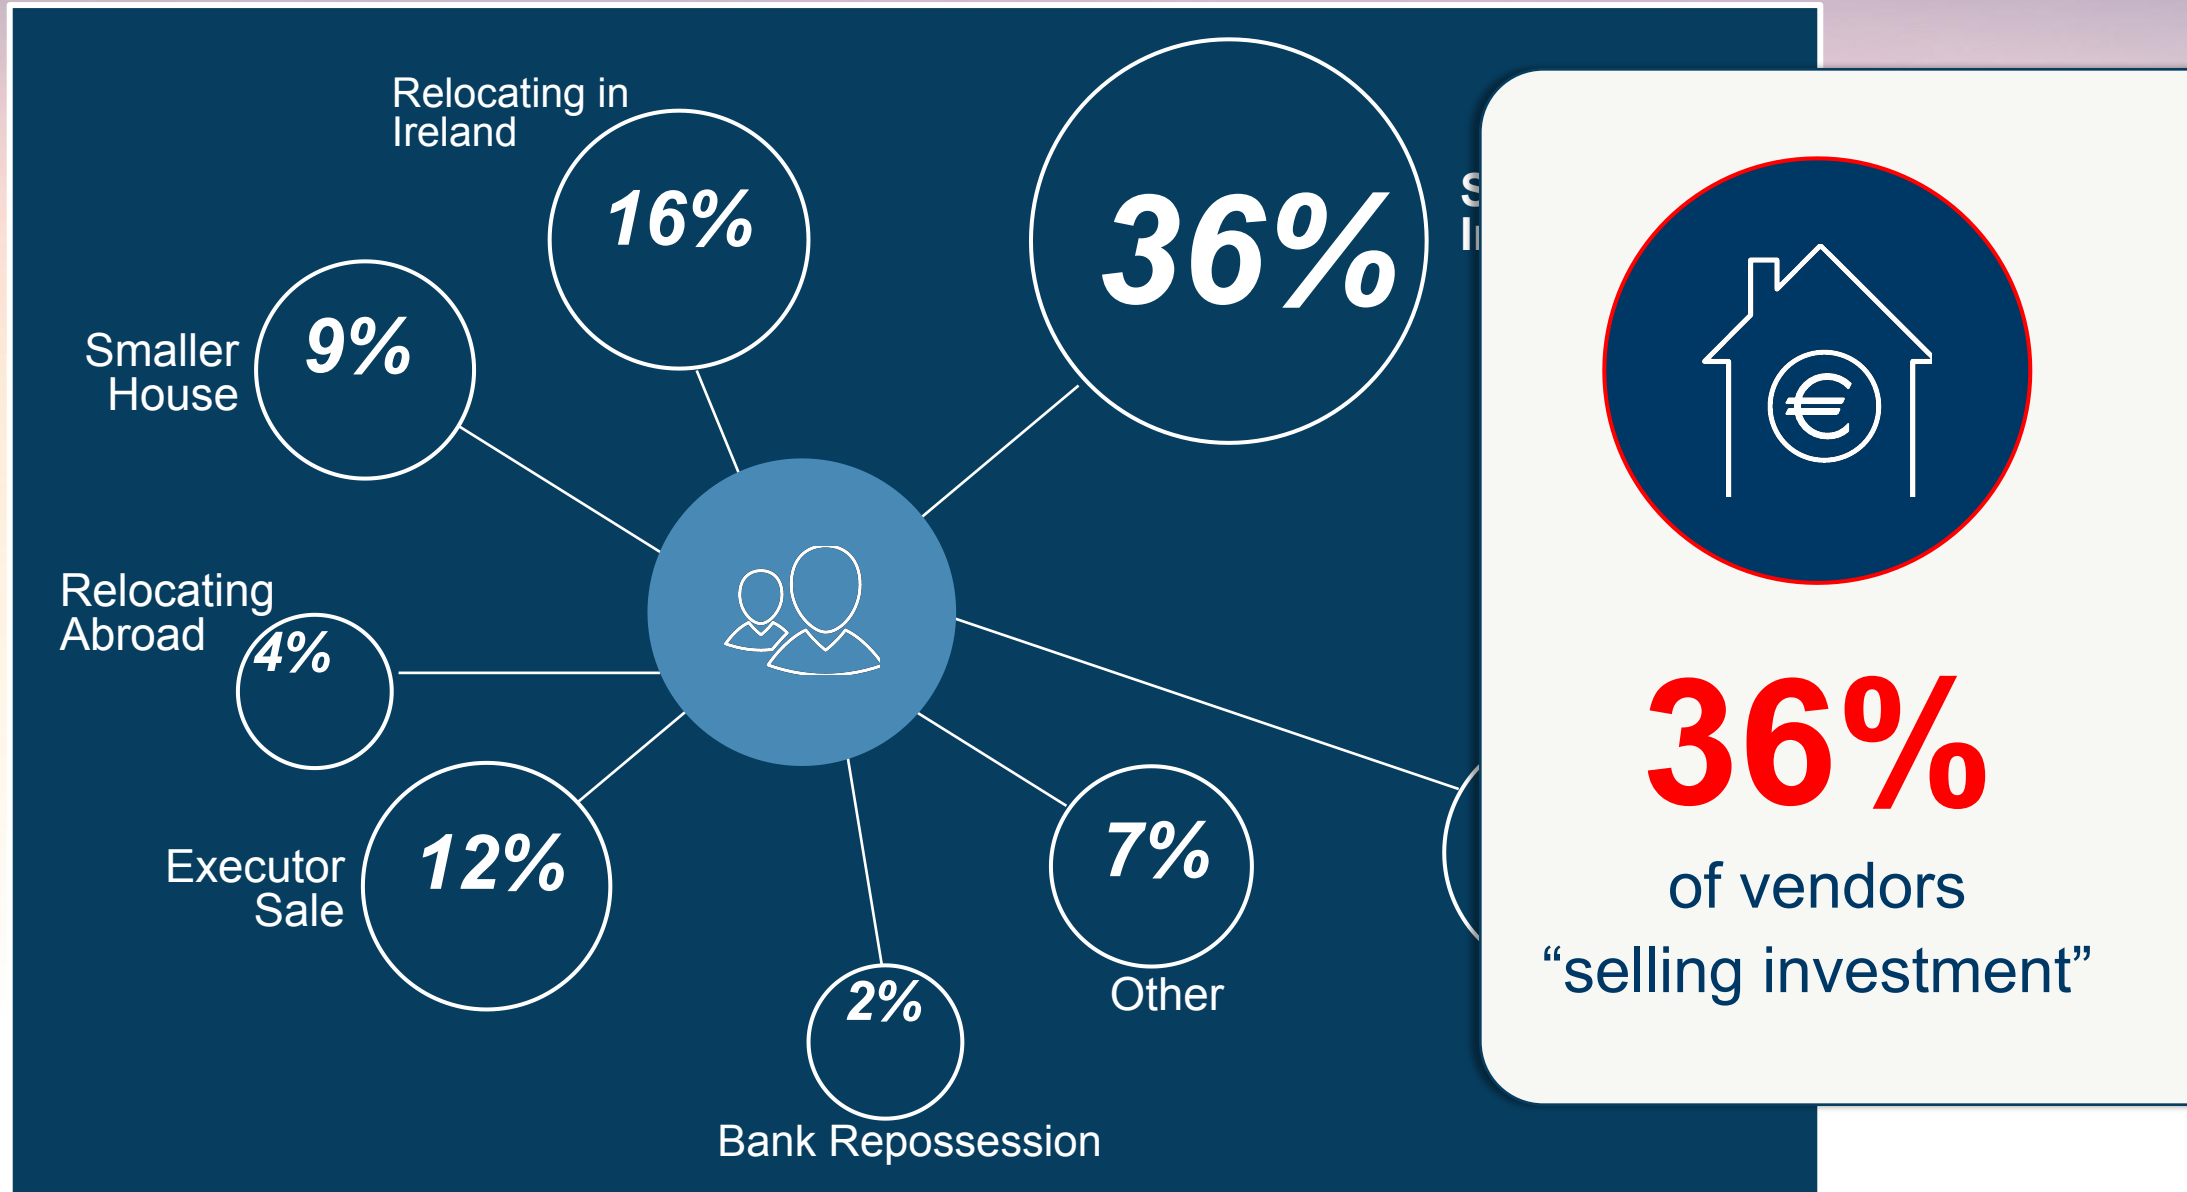 Relocating in
Ireland
16%
36%
9%
Smaller
House
Relocating
Abroad
4%
Executor
Sale
12%
2%
Bank Repossession
7%
Other
€
36%
of vendors
“selling investment”